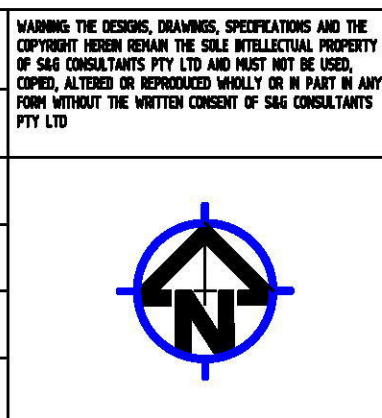 WARNING: THE DESIGNS, DRAWINGS, SPECIFICATIONS AND THE
COPYRIGHT HEREIN REMAIN THE SOLE INTELLECTUAL PROPERTY
OF S&G CONSULTANTS PTY LTD AND MUST NOT BE USED,
COPIED, ALTERED OR REPRODUCED WHOLLY OR IN PART IN ANY
FORM WITHOUT THE WRITTEN CONSENT OF S&G CONSULTANTS
PTY LTD
N